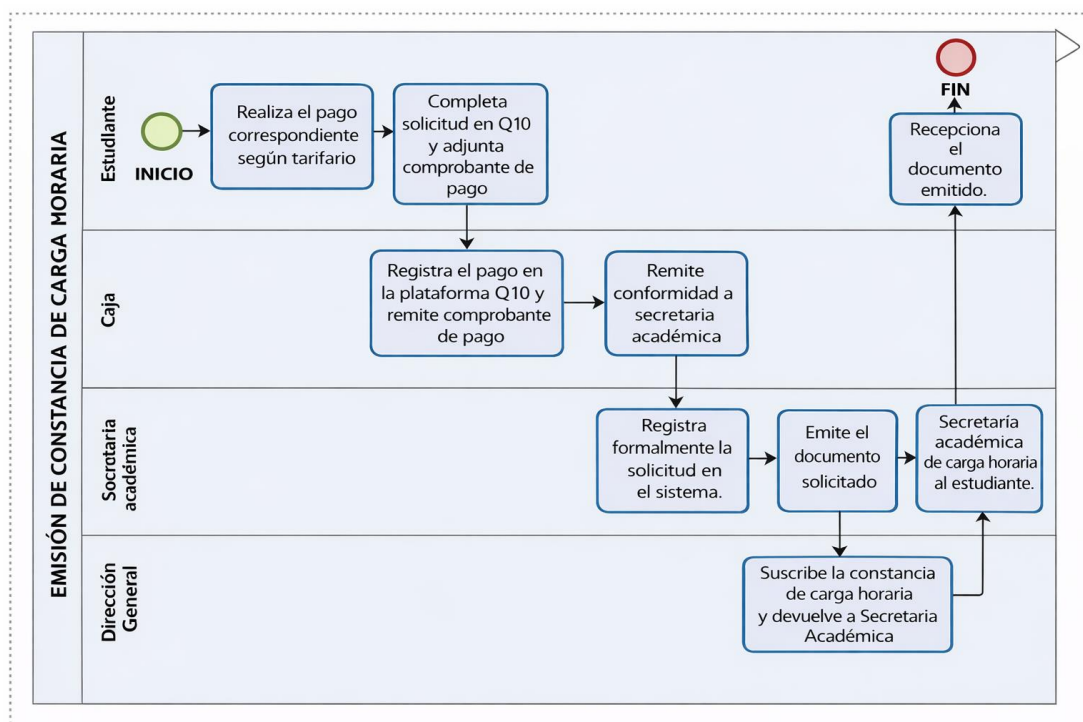 EMISIÓN DE CONSTANCIA DE CARGA MORARIA
Estudiante
INICIO
Realiza el pago
correspondiente
según tarifario
Completa
solicitud en Q10
y adjunta
comprobante de
pago
FIN
Recepciona
el
documento
emitido.
Caja
Registra el pago en
la plataforma Q10 y
remite comprobante
de pago
Remite
conformidad a
secretaria
académica
Socrotaria
académica
Registra
formalmente la
solicitud en
el sistema.
Emite el
documento
solicitado
Secretaría
académica
de carga horaria
al estudiante.
Dirección
General
Suscribe la constancia
de carga horaria
y devuelve a Secretaria
Académica